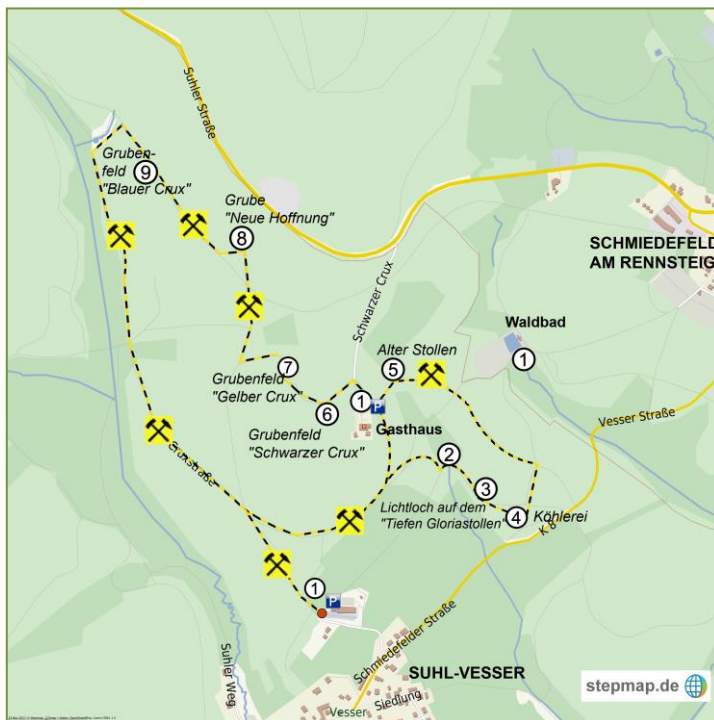 Suhler Straße
Gruben-
feld
"Blauer Crux"
9
Grube
"Neue Hoffnung"
8
SCHMIEDEFELD
AM RENNSTEIG
Schwarzer Crux
Waldbad
1
Alter Stollen
5
7
Grubenfeld
"Gelber Crux"
1
P
6
Gasthaus
Vesser Straße
Grubenfeld
"Schwarzer Crux"
2
Cruxstraße
3
Lichtloch auf dem
"Tiefen Gloriastollen"
4
Köhlerei
K 8
1
P
Schmiedefelder Straße
SUHL-VESSER
Suhler Weg
Siedlung
Vesser
stepmap.de